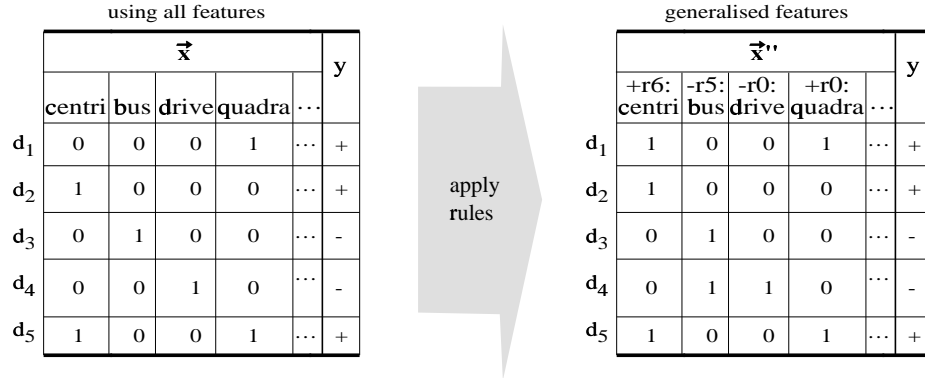 using all features
x⃗ y
centri bus drive quadra ...
d1 0 0 0 1 ... +
d2 1 0 0 0 ... +
d3 0 1 0 0 ... -
d4 0 0 1 0 ... -
d5 1 0 0 1 ... +
apply
rules
generalised features
x⃗'' y
+r6: -r5: -r0: +r0:
centri bus drive quadra ...
d1 1 0 0 1 ... +
d2 1 0 0 0 ... +
d3 0 1 0 0 ... -
d4 0 1 1 0 ... -
d5 1 0 0 1 ... +